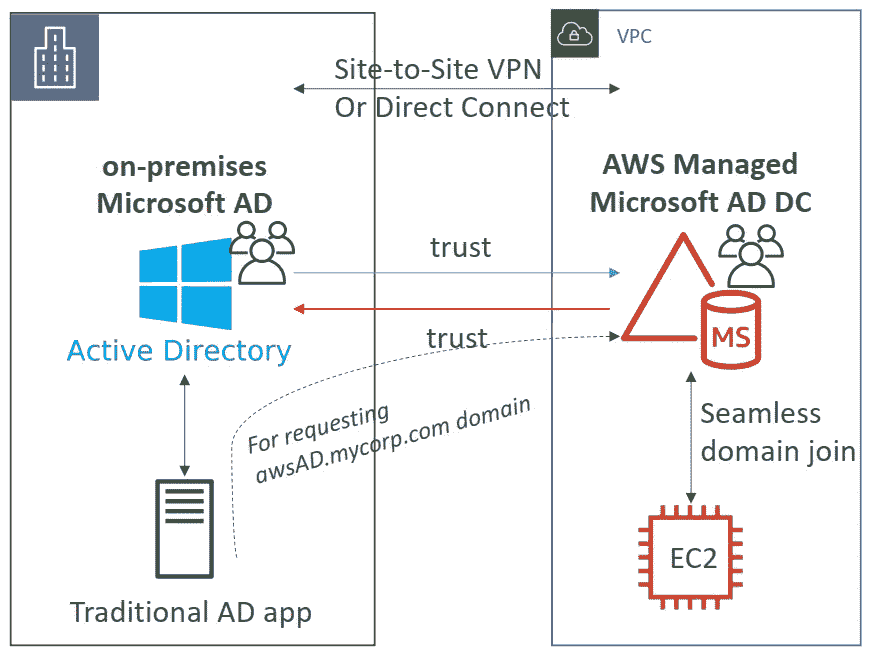 VPC
Site-to-Site VPN
Or Direct Connect
on-premises
Microsoft AD
AWS Managed
Microsoft AD DC
trust
trust
Active Directory
MS
For requesting
awsAD.mycorp.com domain
Seamless
domain join
EC2
Traditional AD app